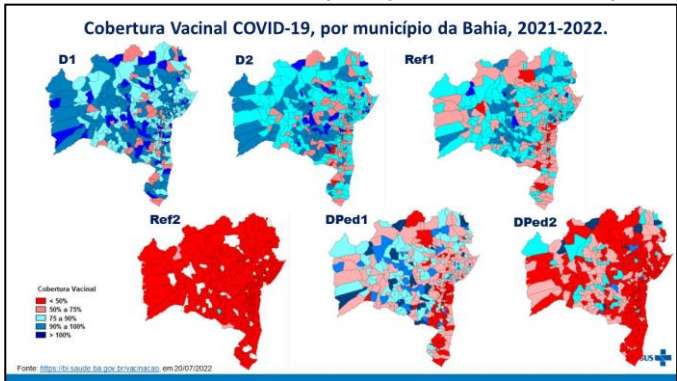 Cobertura Vacinal COVID-19, por município da Bahia, 2021-2022.
D1
D2
Ref1
Ref2
DPed1
DPed2
Cobertura Vacinal
< 50%
50% a 75%
75 a 90%
90% a 100%
> 100%
Fonte: https://bi.saude.ba.gov.br/vacinacao, em 20/07/2022
SUS